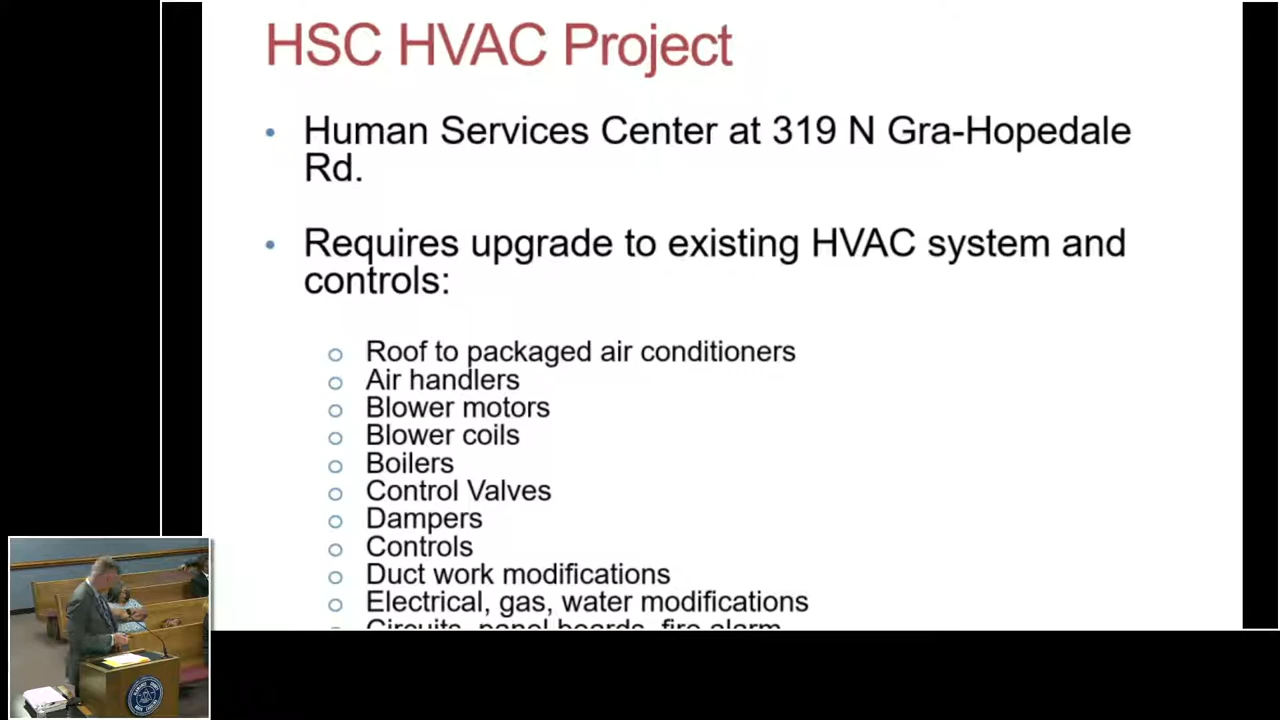 HSC HVAC Project
• Human Services Center at 319 N Gra-Hopedale
Rd.
• Requires upgrade to existing HVAC system and
controls:
o Roof to packaged air conditioners
o Air handlers
o Blower motors
o Blower coils
o Boilers
o Control Valves
o Dampers
o Controls
o Duct work modifications
o Electrical, gas, water modifications
o Circuits, panel boards, fire alarm